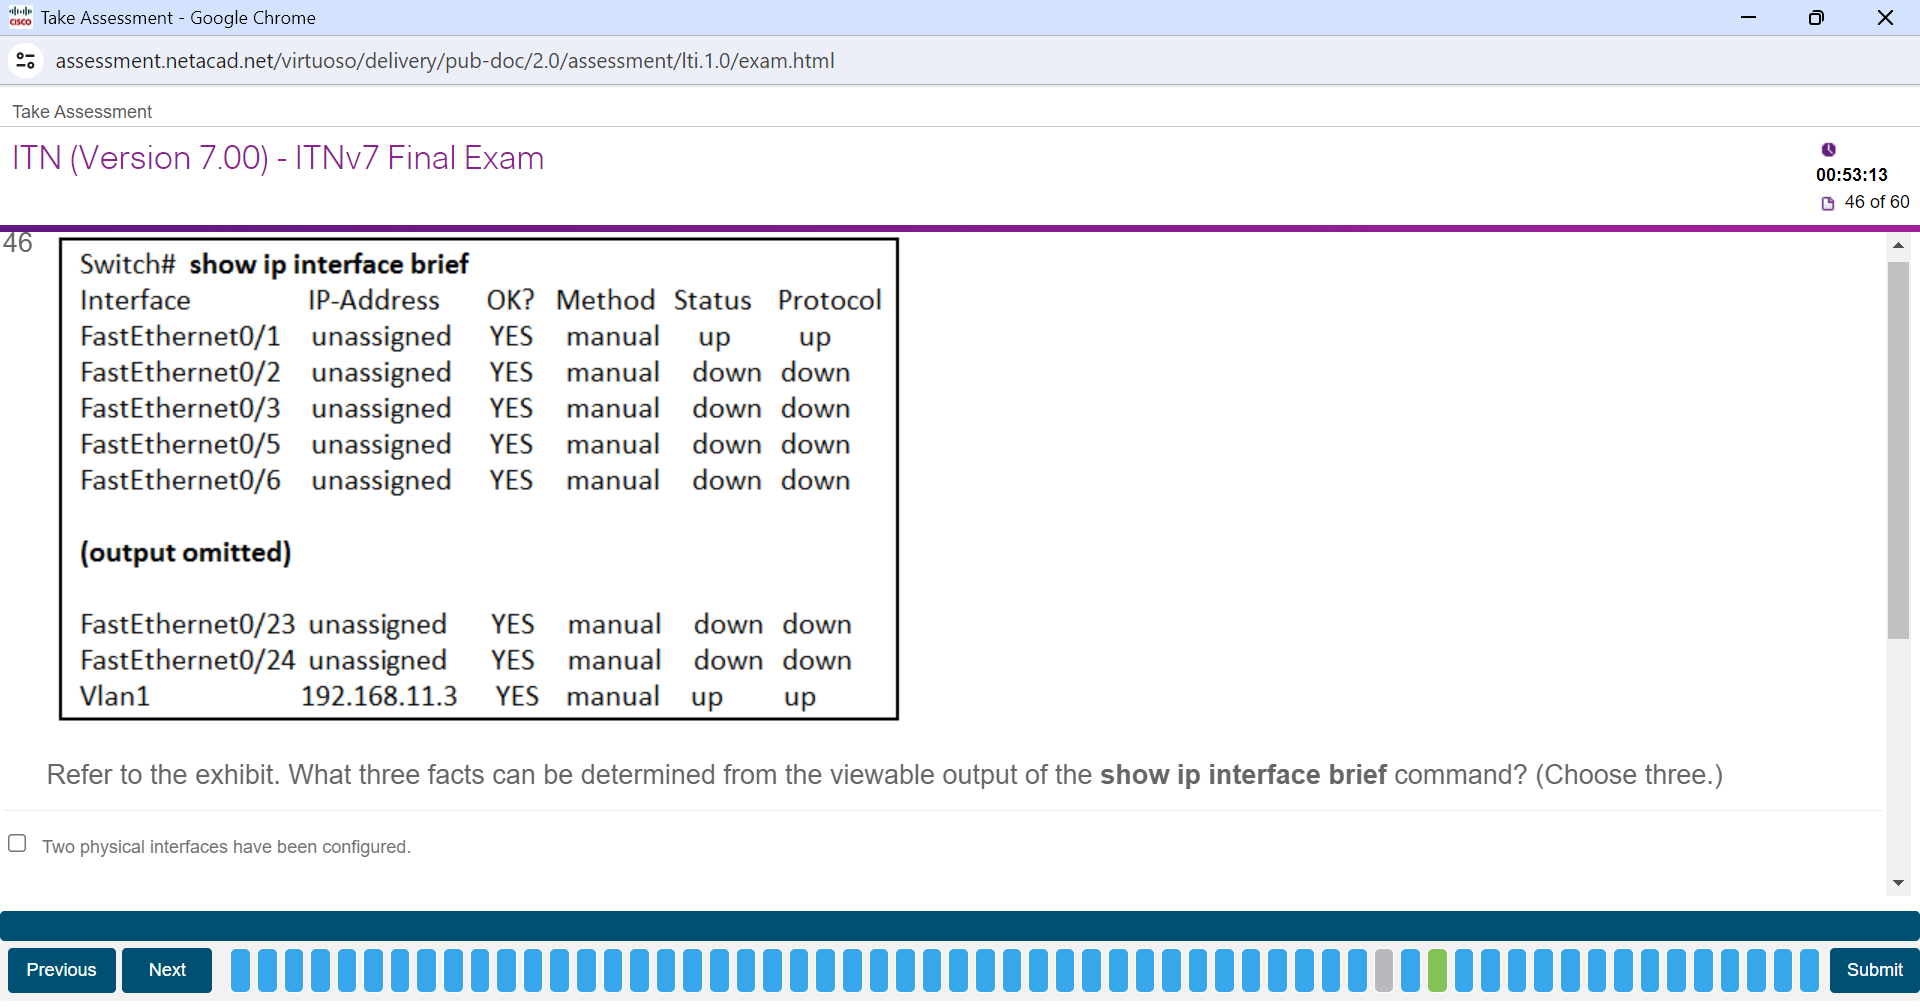 CISCO Take Assessment - Google Chrome
assessment.netacad.net/virtuoso/delivery/pub-doc/2.0/assessment/lti.1.0/exam.html
Take Assessment
ITN (Version 7.00) - ITNv7 Final Exam
00:53:13
46 of 60
46
Switch# show ip interface brief
Interface IP-Address OK? Method Status Protocol
FastEthernet0/1 unassigned YES manual up up
FastEthernet0/2 unassigned YES manual down down
FastEthernet0/3 unassigned YES manual down down
FastEthernet0/5 unassigned YES manual down down
FastEthernet0/6 unassigned YES manual down down
(output omitted)
FastEthernet0/23 unassigned YES manual down down
FastEthernet0/24 unassigned YES manual down down
Vlan1 192.168.11.3 YES manual up up
Refer to the exhibit. What three facts can be determined from the viewable output of the show ip interface brief command? (Choose three.)
Two physical interfaces have been configured.
Previous Next Submit